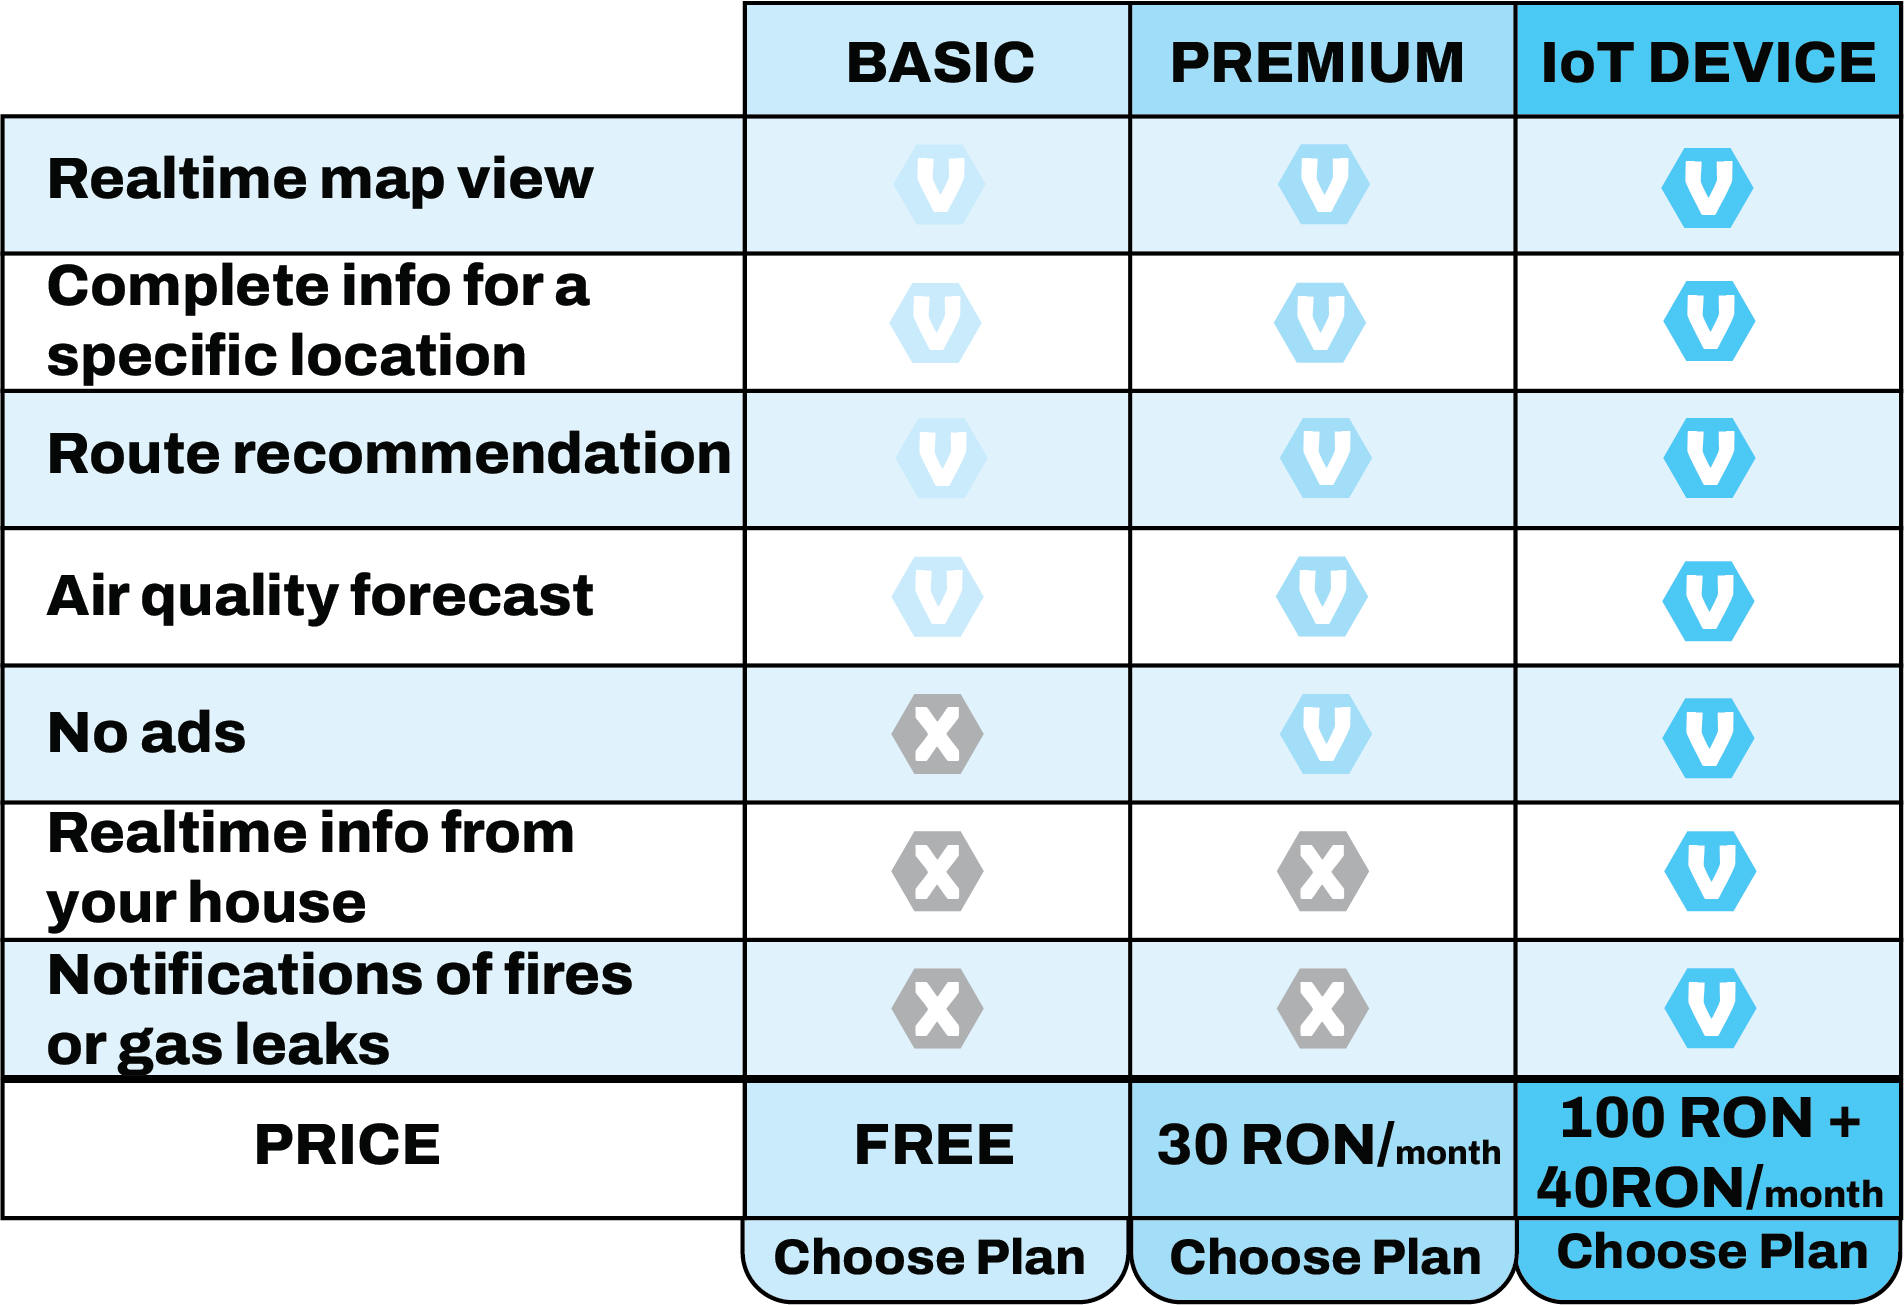 BASIC PREMIUM IoT DEVICE
Realtime map view V V V
Complete info for a
specific location V V V
Route recommendation V V V
Air quality forecast V V V
No ads X V V
Realtime info from
your house X X V
Notifications of fires
or gas leaks X X V
PRICE FREE 30 RON/month 100 RON +
40RON/month
Choose Plan Choose Plan Choose Plan